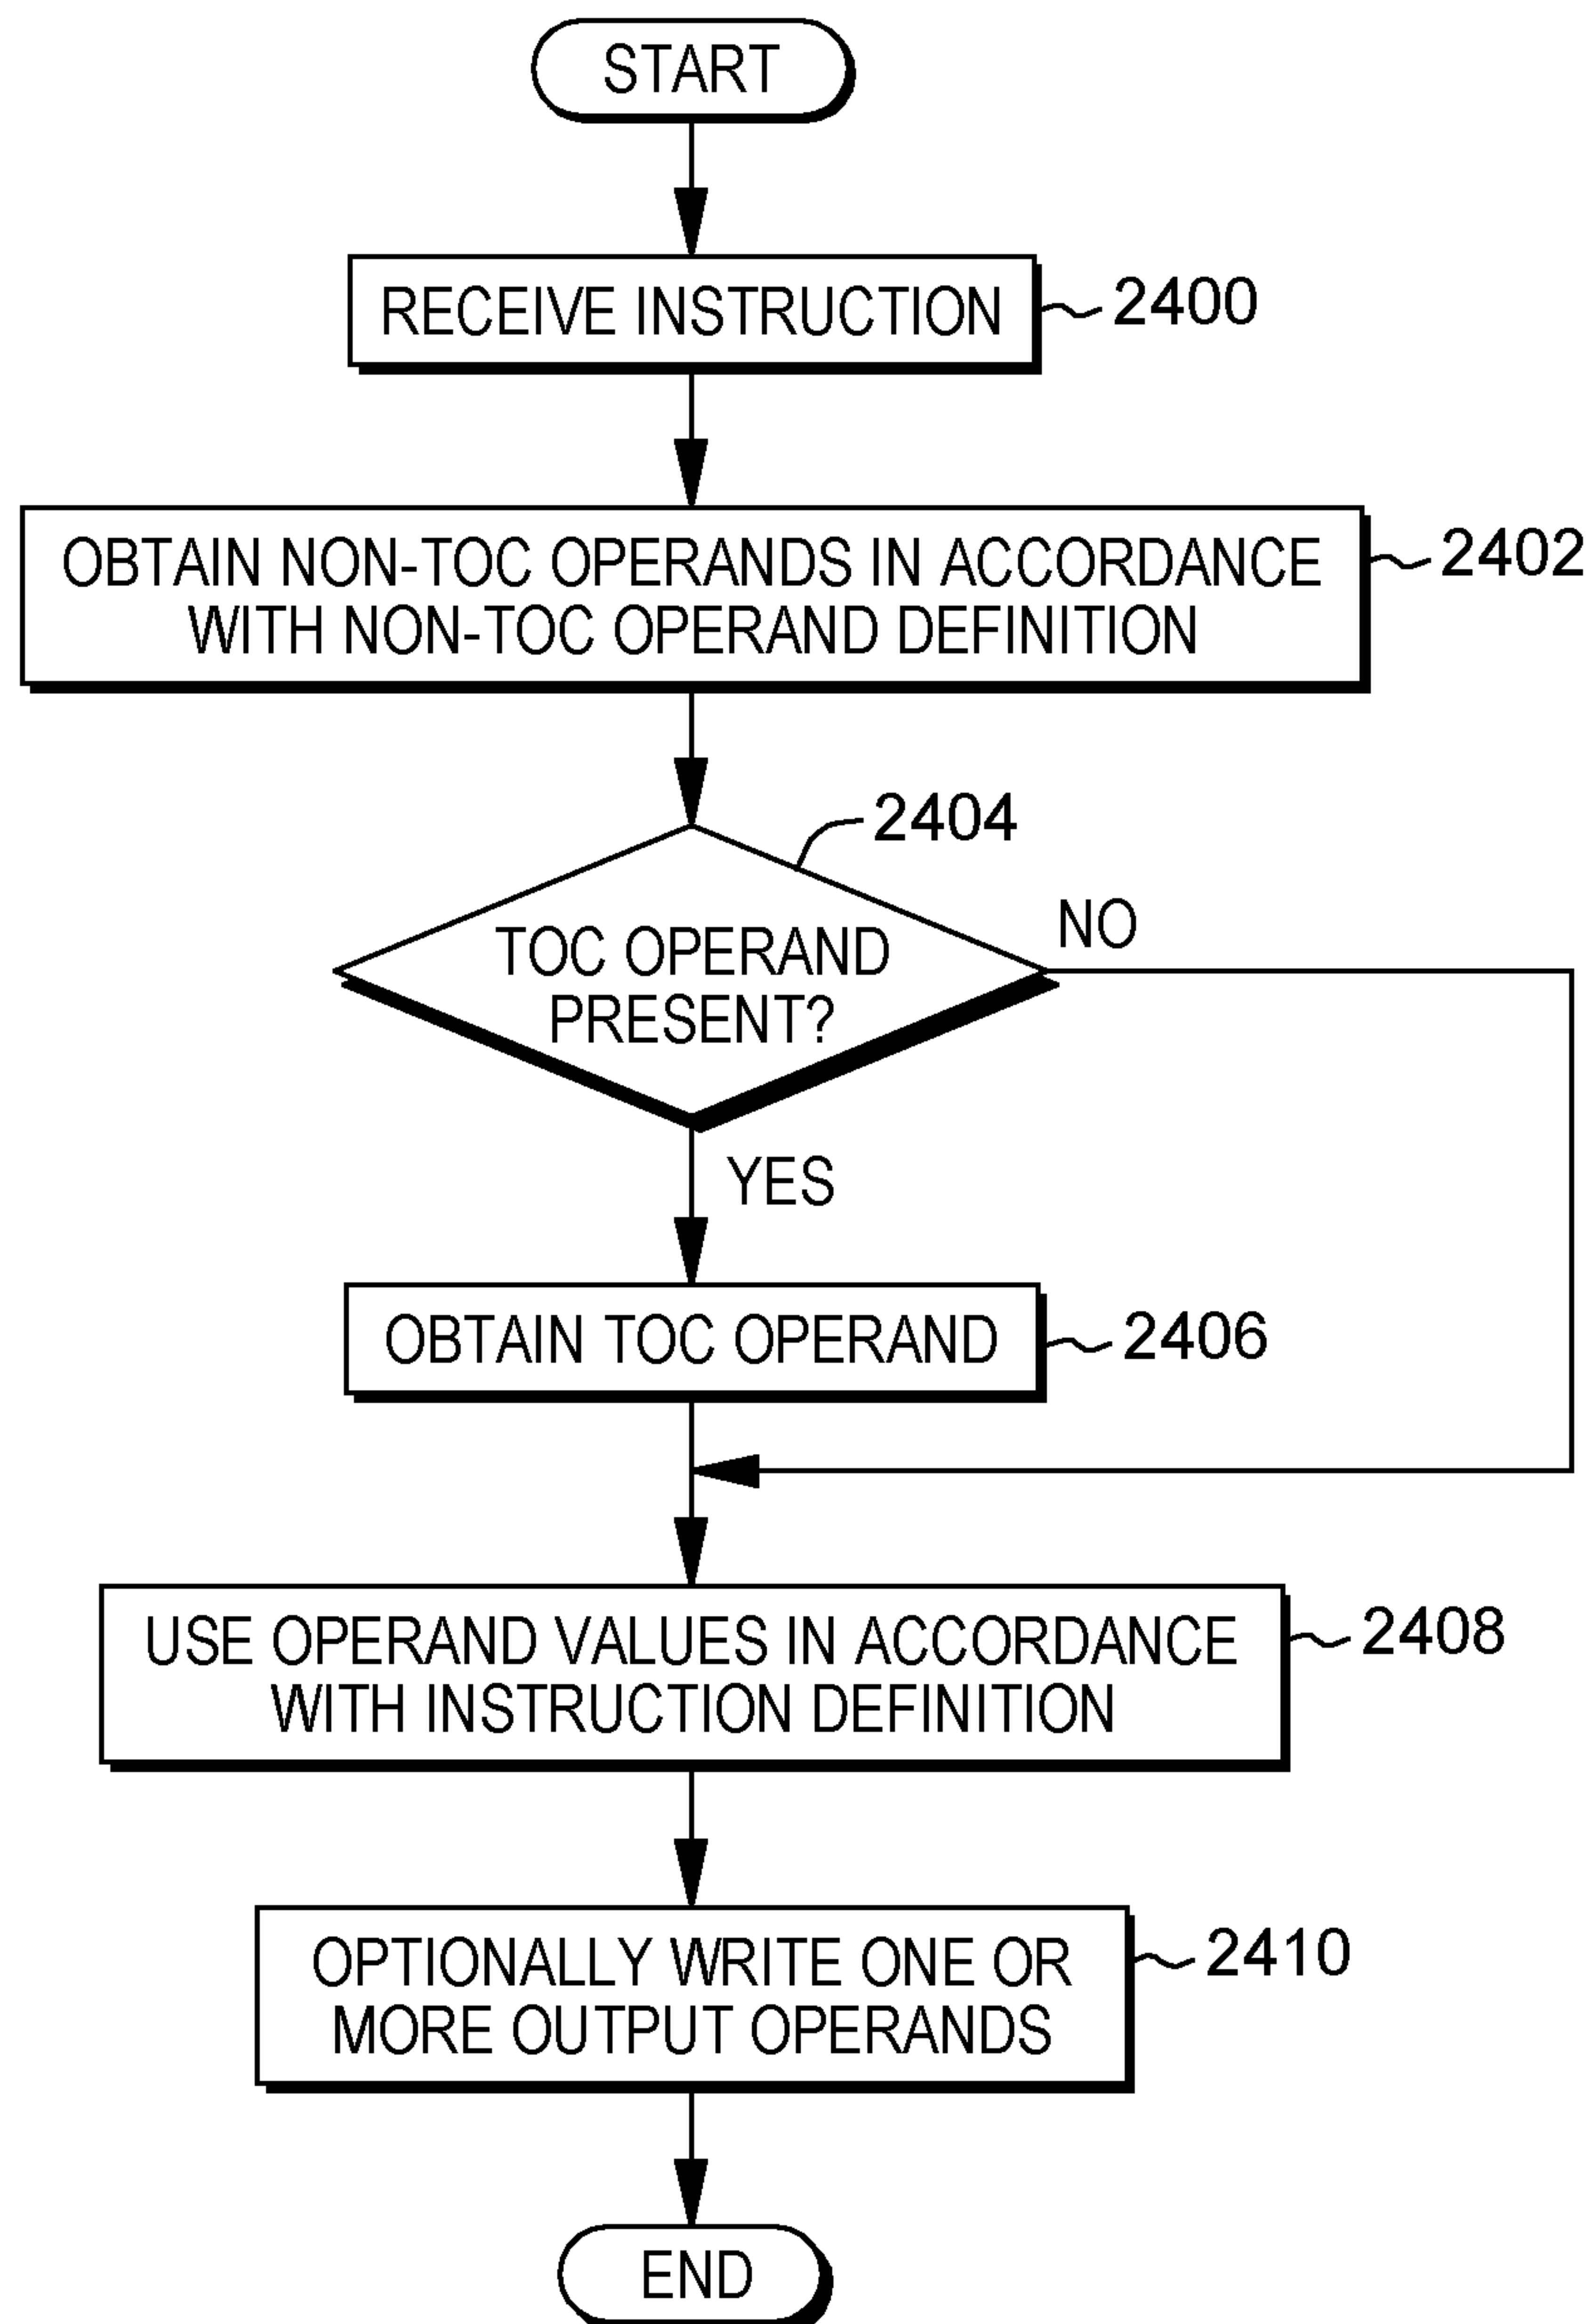 START
RECEIVE INSTRUCTION
2400
OBTAIN NON-TOC OPERANDS IN ACCORDANCE
WITH NON-TOC OPERAND DEFINITION
2402
2404
TOC OPERAND
PRESENT?
NO
YES
OBTAIN TOC OPERAND
2406
USE OPERAND VALUES IN ACCORDANCE
WITH INSTRUCTION DEFINITION
2408
OPTIONALLY WRITE ONE OR
MORE OUTPUT OPERANDS
2410
END